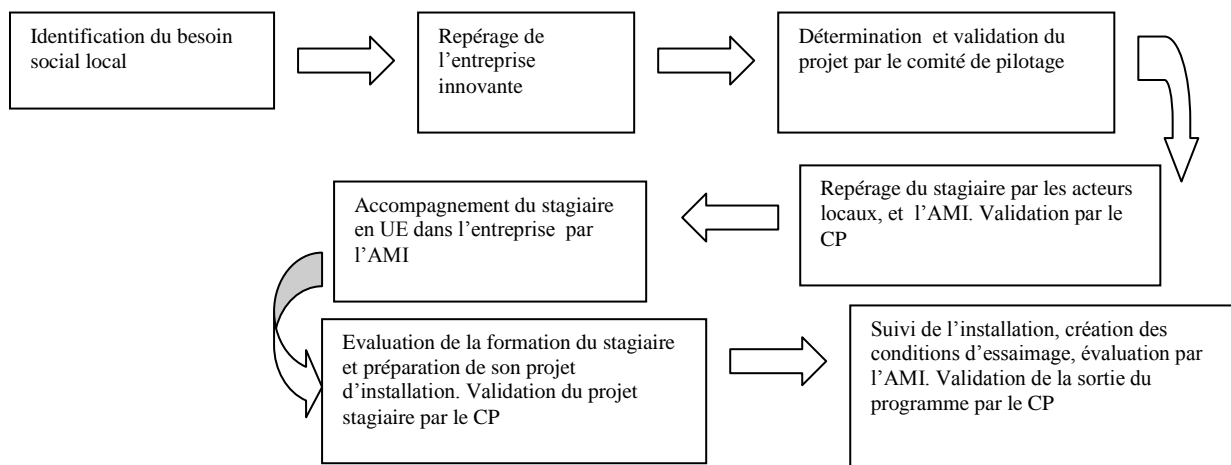 Identification du besoin
social local
Repérage de
l’entreprise
innovante
Détermination et validation du
projet par le comité de pilotage
Repérage du stagiaire par les acteurs
locaux, et l’AMI. Validation par le
CP
Accompagnement du stagiaire
en UE dans l’entreprise par
l’AMI
Evaluation de la formation du stagiaire
et préparation de son projet
d’installation. Validation du projet
stagiaire par le CP
Suivi de l’installation, création des
conditions d’essaimage, évaluation par
l’AMI. Validation de la sortie du
programme par le CP